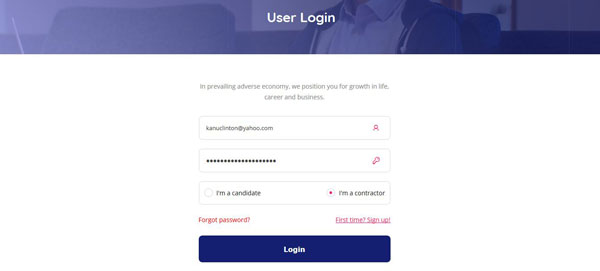 User Login
In prevailing adverse economy, we position you for growth in life,
career and business.
kanuclinton@yahoo.com
••••••••••••••••••••
I'm a candidate
I'm a contractor
Forgot password?
First time? Sign up!
Login